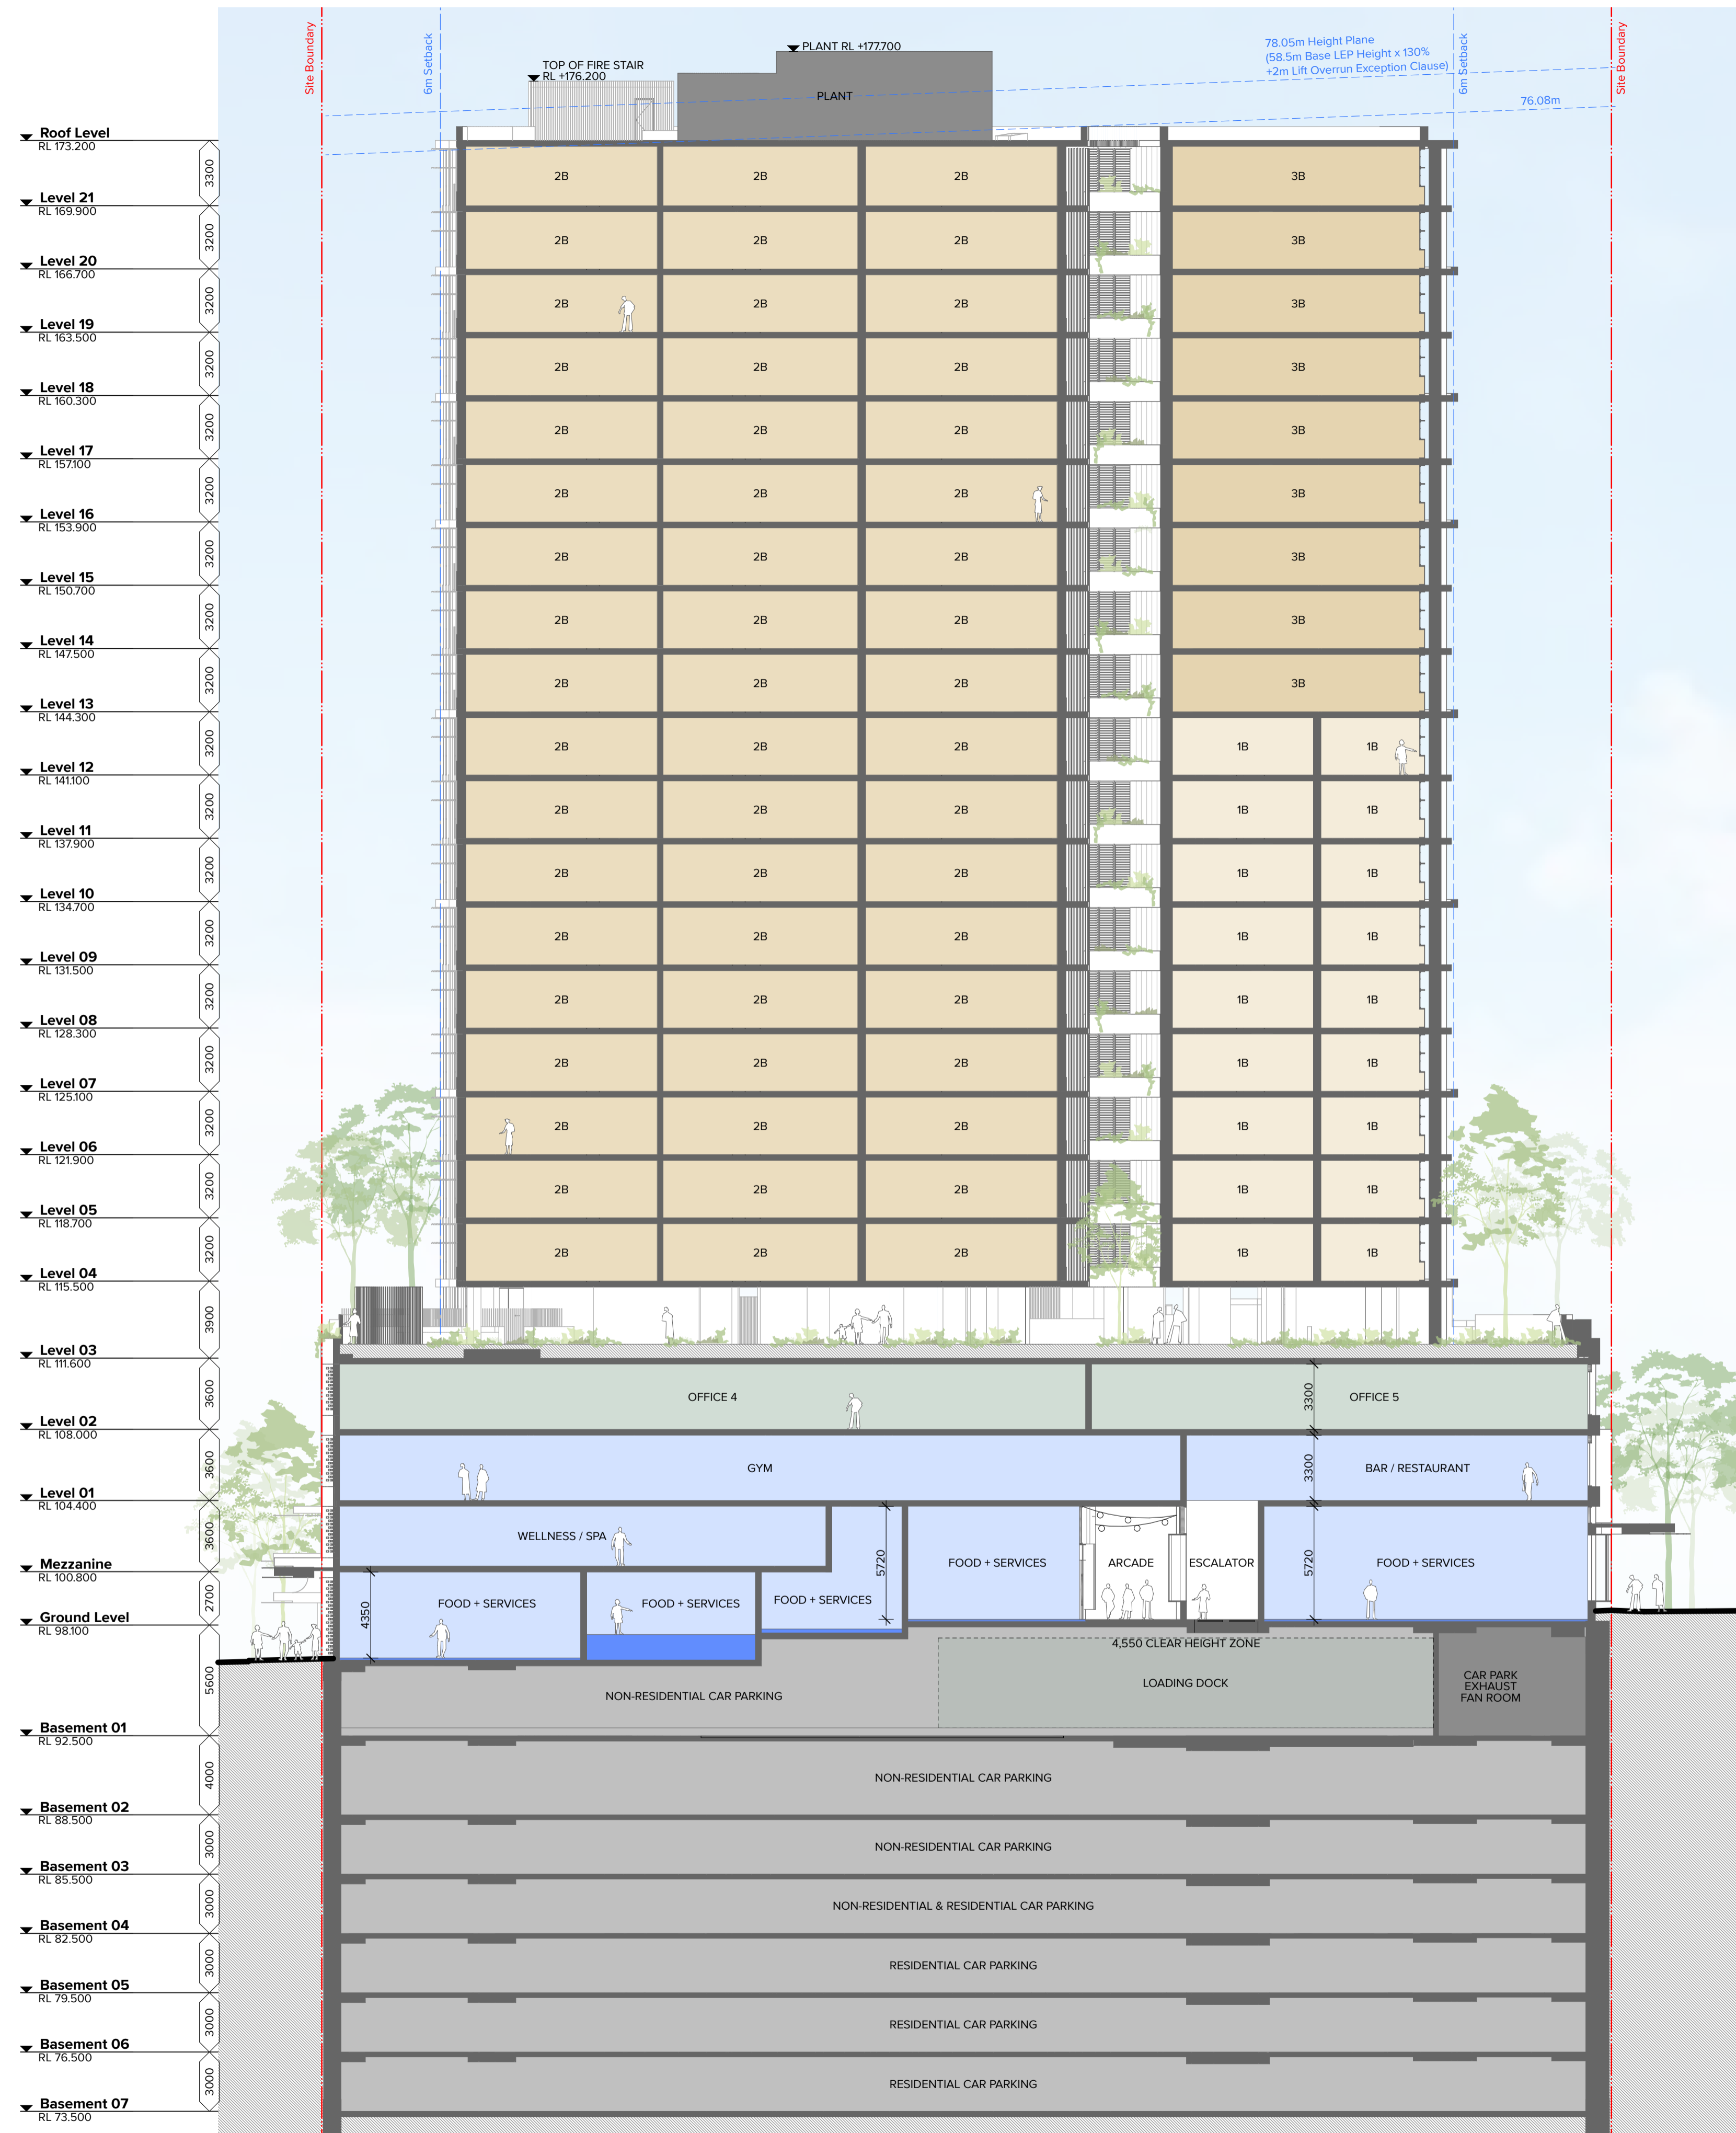 Site Boundary
6m Setback
TOP OF FIRE STAIR
RL +176.200
PLANT RL +177.700
PLANT
78.05m Height Plane
(58.5m Base LEP Height x 130%
+2m Lift Overrun Exception Clause)
76.08m
6m Setback
Site Boundary
Roof Level
RL 173.200
3300
2B 2B 2B 3B
Level 21
RL 169.900
3200
2B 2B 2B 3B
Level 20
RL 166.700
3200
2B 2B 2B 3B
Level 19
RL 163.500
3200
2B 2B 2B 3B
Level 18
RL 160.300
3200
2B 2B 2B 3B
Level 17
RL 157.100
3200
2B 2B 2B 3B
Level 16
RL 153.900
3200
2B 2B 2B 3B
Level 15
RL 150.700
3200
2B 2B 2B 3B
Level 14
RL 147.500
3200
2B 2B 2B 3B
Level 13
RL 144.300
3200
2B 2B 2B 1B 1B
Level 12
RL 141.100
3200
2B 2B 2B 1B 1B
Level 11
RL 137.900
3200
2B 2B 2B 1B 1B
Level 10
RL 134.700
3200
2B 2B 2B 1B 1B
Level 09
RL 131.500
3200
2B 2B 2B 1B 1B
Level 08
RL 128.300
3200
2B 2B 2B 1B 1B
Level 07
RL 125.100
3200
2B 2B 2B 1B 1B
Level 06
RL 121.900
3200
2B 2B 2B 1B 1B
Level 05
RL 118.700
3200
2B 2B 2B 1B 1B
Level 04
RL 115.500
3900
Level 03
RL 111.600
3600
OFFICE 4
3300
OFFICE 5
Level 02
RL 108.000
3600
GYM
3300
BAR / RESTAURANT
Level 01
RL 104.400
3600
WELLNESS / SPA
5720
FOOD + SERVICES
ARCADE
ESCALATOR
5720
FOOD + SERVICES
Mezzanine
RL 100.800
2700
4350
FOOD + SERVICES
FOOD + SERVICES
FOOD + SERVICES
Ground Level
RL 98.100
5600
4,550 CLEAR HEIGHT ZONE
NON-RESIDENTIAL CAR PARKING
LOADING DOCK
CAR PARK
EXHAUST
FAN ROOM
Basement 01
RL 92.500
4000
NON-RESIDENTIAL CAR PARKING
Basement 02
RL 88.500
3000
NON-RESIDENTIAL CAR PARKING
Basement 03
RL 85.500
3000
NON-RESIDENTIAL & RESIDENTIAL CAR PARKING
Basement 04
RL 82.500
3000
RESIDENTIAL CAR PARKING
Basement 05
RL 79.500
3000
RESIDENTIAL CAR PARKING
Basement 06
RL 76.500
3000
RESIDENTIAL CAR PARKING
Basement 07
RL 73.500